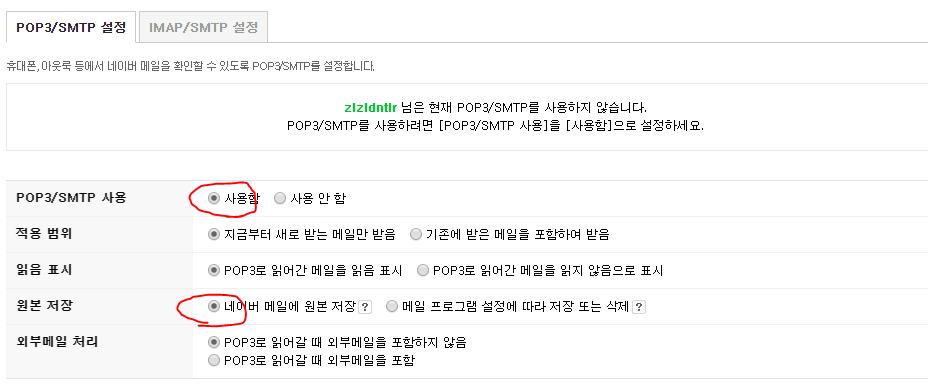 POP3/SMTP 설정 IMAP/SMTP 설정
휴대폰, 아웃룩 등에서 네이버 메일을 확인할 수 있도록 POP3/SMTP를 설정합니다.
zlzldntlr 님은 현재 POP3/SMTP를 사용하지 않습니다.
POP3/SMTP를 사용하려면 [POP3/SMTP 사용]을 [사용함]으로 설정하세요.
POP3/SMTP 사용 사용함 사용 안 함
적용 범위 지금부터 새로 받는 메일만 받음 기존에 받은 메일을 포함하여 받음
읽음 표시 POP3로 읽어간 메일을 읽음 표시 POP3로 읽어간 메일을 읽지 않음으로 표시
원본 저장 네이버 메일에 원본 저장 ? 메일 프로그램 설정에 따라 저장 또는 삭제 ?
외부메일 처리 POP3로 읽어갈 때 외부메일을 포함하지 않음
POP3로 읽어갈 때 외부메일을 포함